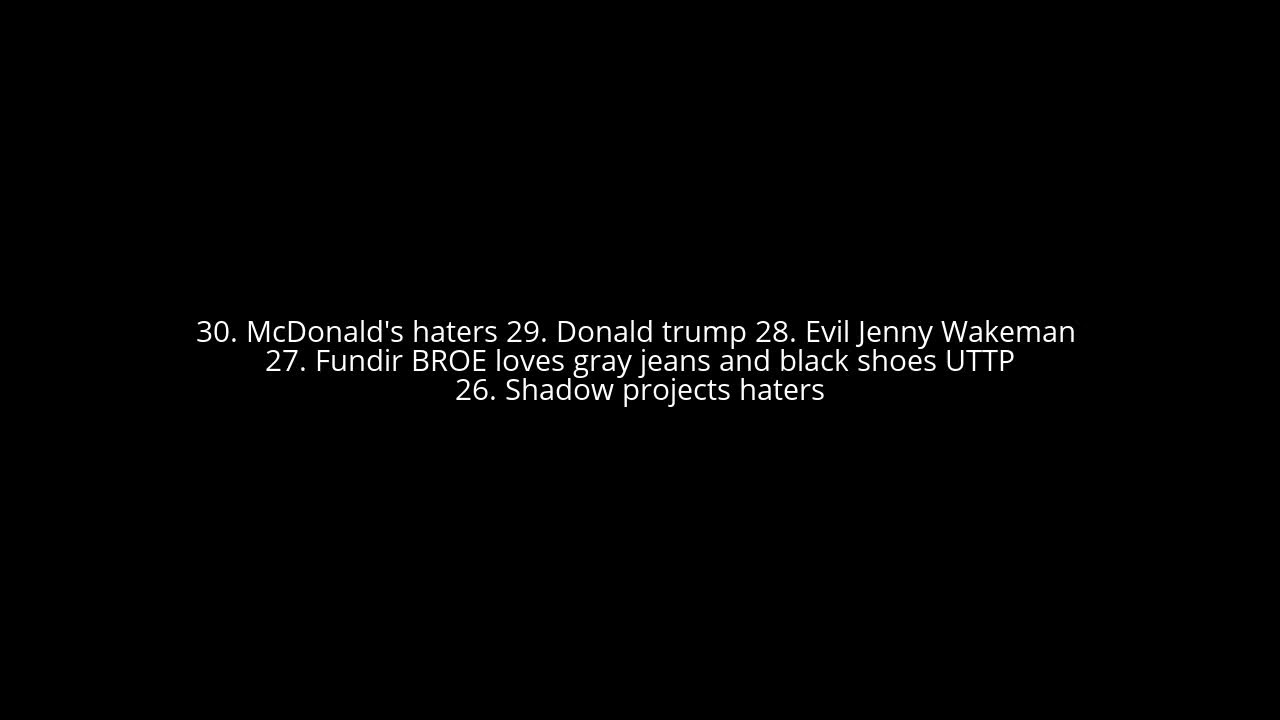 30. McDonald's haters 29. Donald trump 28. Evil Jenny Wakeman
27. Fundir BROE loves gray jeans and black shoes UTTP
26. Shadow projects haters